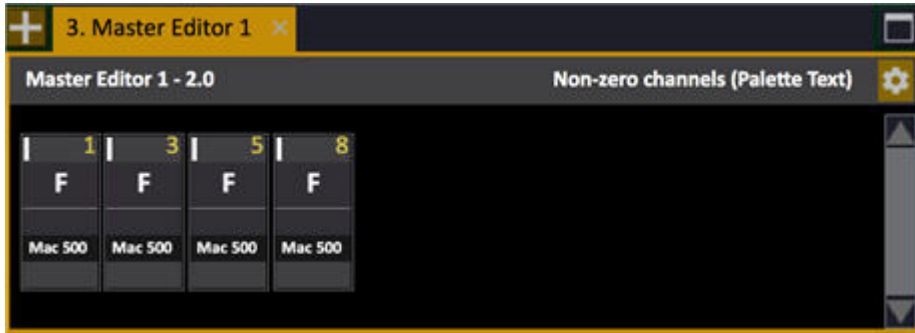 3. Master Editor 1
Master Editor 1 - 2.0 Non-zero channels (Palette Text)
1 3 5 8
F F F F
Mac 500 Mac 500 Mac 500 Mac 500